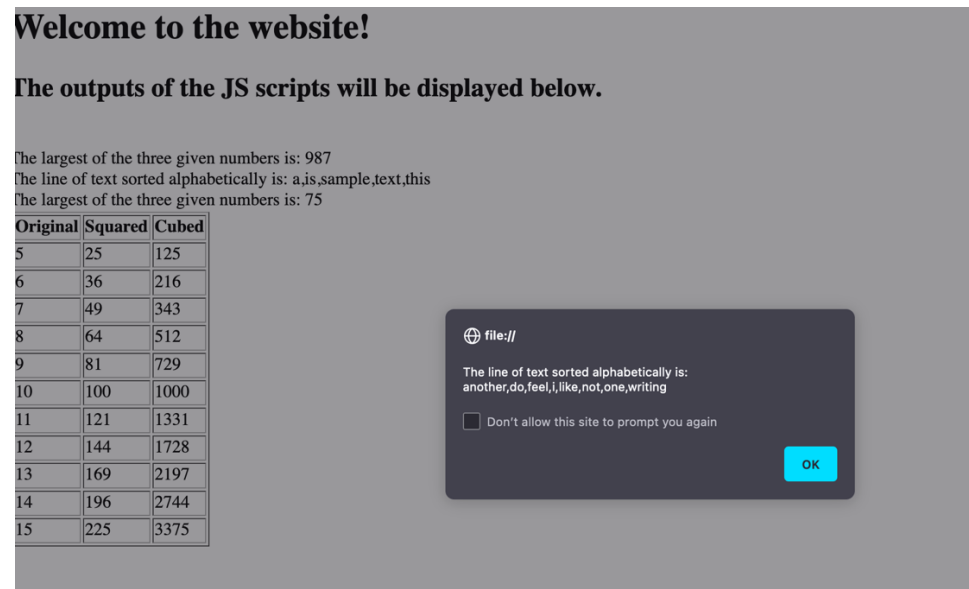 Welcome to the website!
The outputs of the JS scripts will be displayed below.
The largest of the three given numbers is: 987
The line of text sorted alphabetically is: a,is,sample,text,this
The largest of the three given numbers is: 75
Original Squared Cubed
5 25 125
6 36 216
7 49 343
8 64 512
9 81 729
10 100 1000
11 121 1331
12 144 1728
13 169 2197
14 196 2744
15 225 3375
file://
The line of text sorted alphabetically is:
another,do,feel,i,like,not,one,writing
Don't allow this site to prompt you again
OK